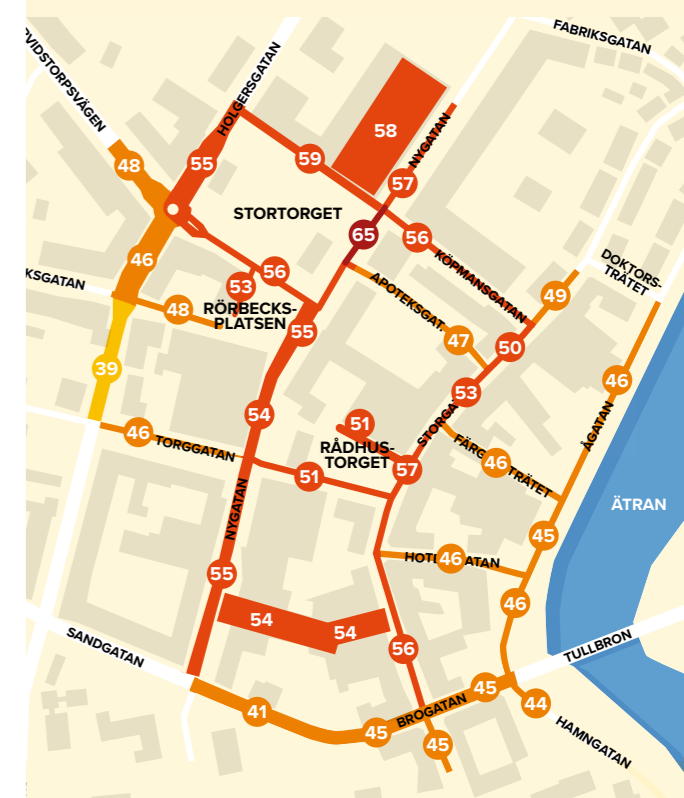 FABRIKSGATAN
VIDSTORPSVÄGEN
HOLGERSGATAN
58
59
NYGATAN
48
55
57
STORTORGET
65
56
KÖPMANSGATAN
DOKTORS-
TRÄTET
46
56
53
KSGATAN
APOTEKSGAT.
49
RÖRBECKS-
PLATSEN
48
55
47
50
39
46
53
54
51
STORGA
ÅGATAN
46
TORGGATAN
RÅDHUS-
TORGET
57
FÄRG
46
TRÄTET
51
NYGATAN
ÄTRAN
45
HOT
46
ATAN
55
46
54
54
SANDGATAN
56
TULLBRON
41
BROGATAN
45
45
45
44
HAMNGATAN